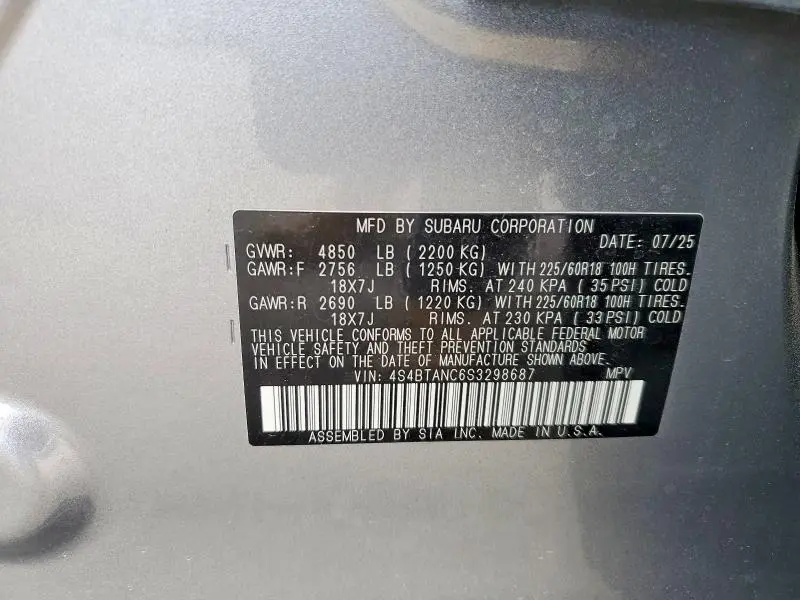 MFD BY SUBARU CORPORATION
DATE: 07/25
GVWR: 4850 LB ( 2200 KG)
GAWR:F 2756 LB ( 1250 KG) WITH 225/60R18 100H TIRES.
18X7J RIMS. AT 240 KPA ( 35 PSI) COLD
GAWR:R 2690 LB ( 1220 KG) WITH 225/60R18 100H TIRES.
18X7J RIMS. AT 230 KPA ( 33 PSI) COLD
THIS VEHICLE CONFORMS TO ALL APPLICABLE FEDERAL MOTOR
VEHICLE SAFETY AND THEFT PREVENTION STANDARDS
IN EFFECT ON THE DATE OF MANUFACTURE SHOWN ABOVE.
VIN: 4S4BTANC6S3298687 MPV
ASSEMBLED BY SIA INC. MADE IN U.S.A.